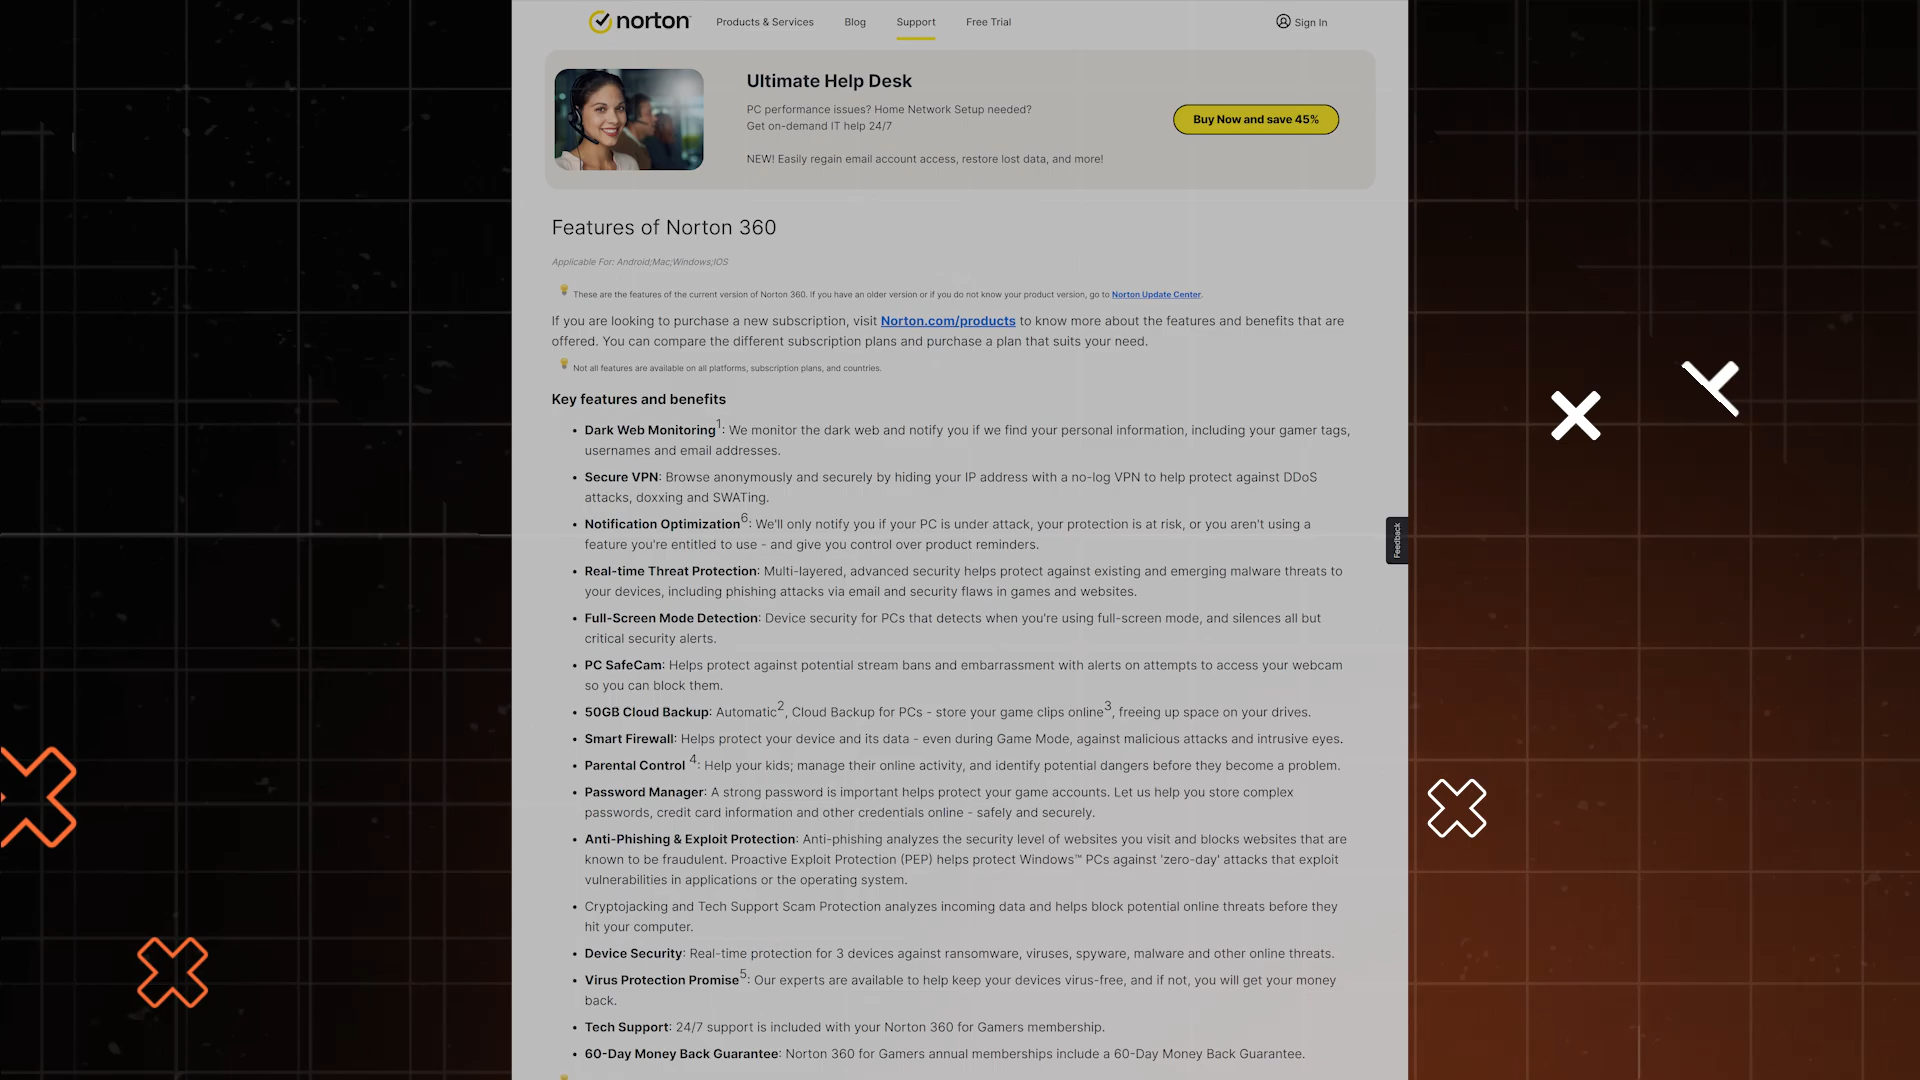 norton
Products & Services
Blog
Support
Free Trial
Sign In
Ultimate Help Desk
PC performance issues? Home Network Setup needed?
Get on-demand IT help 24/7
NEW! Easily regain email account access, restore lost data, and more!
Buy Now and save 45%
Features of Norton 360
Applicable For: Android;Mac;Windows;IOS
These are the features of the current version of Norton 360. If you have an older version or if you do not know your product version, go to Norton Update Center.
If you are looking to purchase a new subscription, visit Norton.com/products to know more about the features and benefits that are
offered. You can compare the different subscription plans and purchase a plan that suits your need.
Not all features are available on all platforms, subscription plans, and countries.
Key features and benefits
• Dark Web Monitoring1: We monitor the dark web and notify you if we find your personal information, including your gamer tags,
usernames and email addresses.
• Secure VPN: Browse anonymously and securely by hiding your IP address with a no-log VPN to help protect against DDoS
attacks, doxxing and SWATing.
• Notification Optimization6: We'll only notify you if your PC is under attack, your protection is at risk, or you aren't using a
feature you're entitled to use - and give you control over product reminders.
• Real-time Threat Protection: Multi-layered, advanced security helps protect against existing and emerging malware threats to
your devices, including phishing attacks via email and security flaws in games and websites.
• Full-Screen Mode Detection: Device security for PCs that detects when you're using full-screen mode, and silences all but
critical security alerts.
• PC SafeCam: Helps protect against potential stream bans and embarrassment with alerts on attempts to access your webcam
so you can block them.
• 50GB Cloud Backup: Automatic2, Cloud Backup for PCs - store your game clips online3, freeing up space on your drives.
• Smart Firewall: Helps protect your device and its data - even during Game Mode, against malicious attacks and intrusive eyes.
• Parental Control 4: Help your kids; manage their online activity, and identify potential dangers before they become a problem.
• Password Manager: A strong password is important helps protect your game accounts. Let us help you store complex
passwords, credit card information and other credentials online - safely and securely.
• Anti-Phishing & Exploit Protection: Anti-phishing analyzes the security level of websites you visit and blocks websites that are
known to be fraudulent. Proactive Exploit Protection (PEP) helps protect Windows™ PCs against 'zero-day' attacks that exploit
vulnerabilities in applications or the operating system.
• Cryptojacking and Tech Support Scam Protection analyzes incoming data and helps block potential online threats before they
hit your computer.
• Device Security: Real-time protection for 3 devices against ransomware, viruses, spyware, malware and other online threats.
• Virus Protection Promise5: Our experts are available to help keep your devices virus-free, and if not, you will get your money
back.
• Tech Support: 24/7 support is included with your Norton 360 for Gamers membership.
• 60-Day Money Back Guarantee: Norton 360 for Gamers annual memberships include a 60-Day Money Back Guarantee.
Feedback